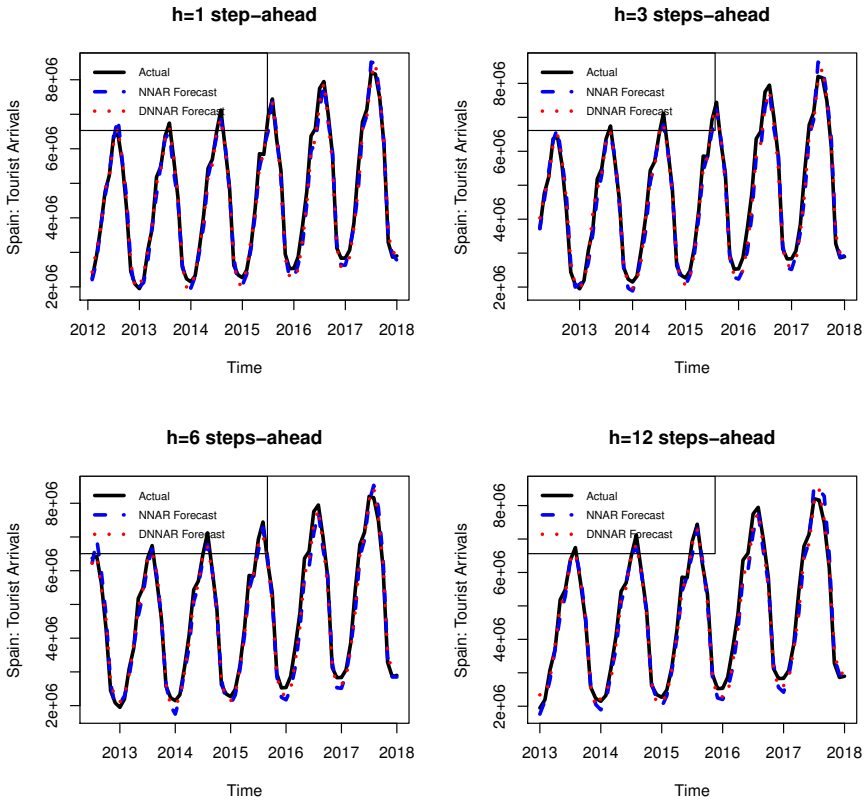 h=1 step−ahead
Spain: Tourist Arrivals
8e+06
6e+06
4e+06
2e+06
Actual
NNAR Forecast
DNNAR Forecast
2012 2013 2014 2015 2016 2017 2018
Time
h=3 steps−ahead
Spain: Tourist Arrivals
8e+06
6e+06
4e+06
2e+06
Actual
NNAR Forecast
DNNAR Forecast
2013 2014 2015 2016 2017 2018
Time
h=6 steps−ahead
Spain: Tourist Arrivals
8e+06
6e+06
4e+06
2e+06
Actual
NNAR Forecast
DNNAR Forecast
2013 2014 2015 2016 2017 2018
Time
h=12 steps−ahead
Spain: Tourist Arrivals
8e+06
6e+06
4e+06
2e+06
Actual
NNAR Forecast
DNNAR Forecast
2013 2014 2015 2016 2017 2018
Time